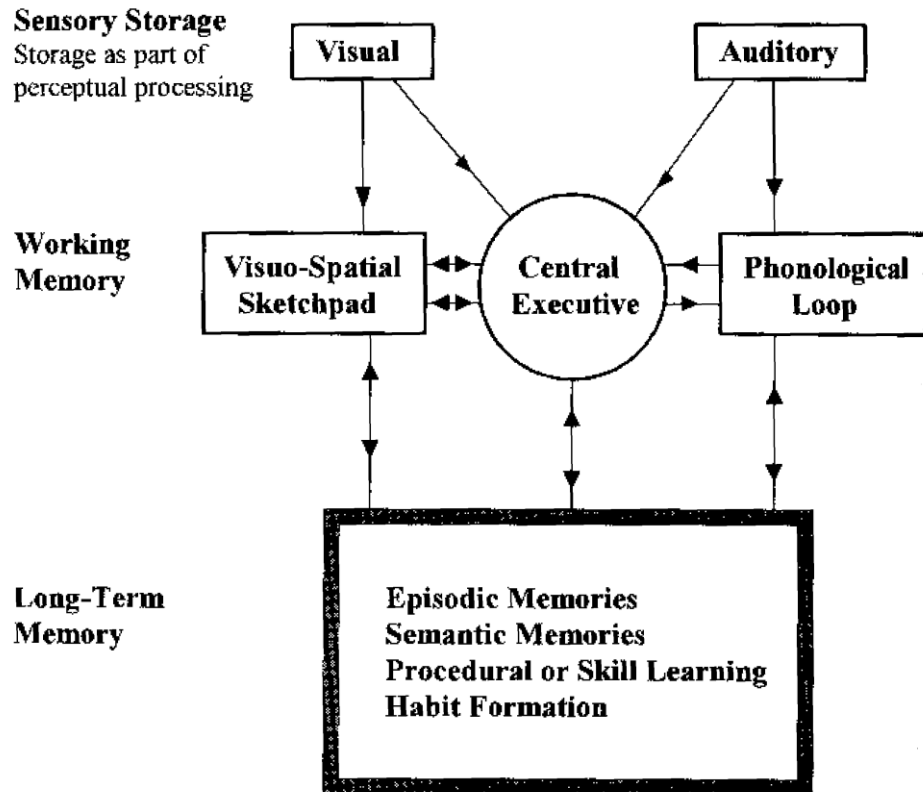 Sensory Storage
Storage as part of
perceptual processing
Visual
Auditory
Working
Memory
Visuo-Spatial
Sketchpad
Central
Executive
Phonological
Loop
Long-Term
Memory
Episodic Memories
Semantic Memories
Procedural or Skill Learning
Habit Formation